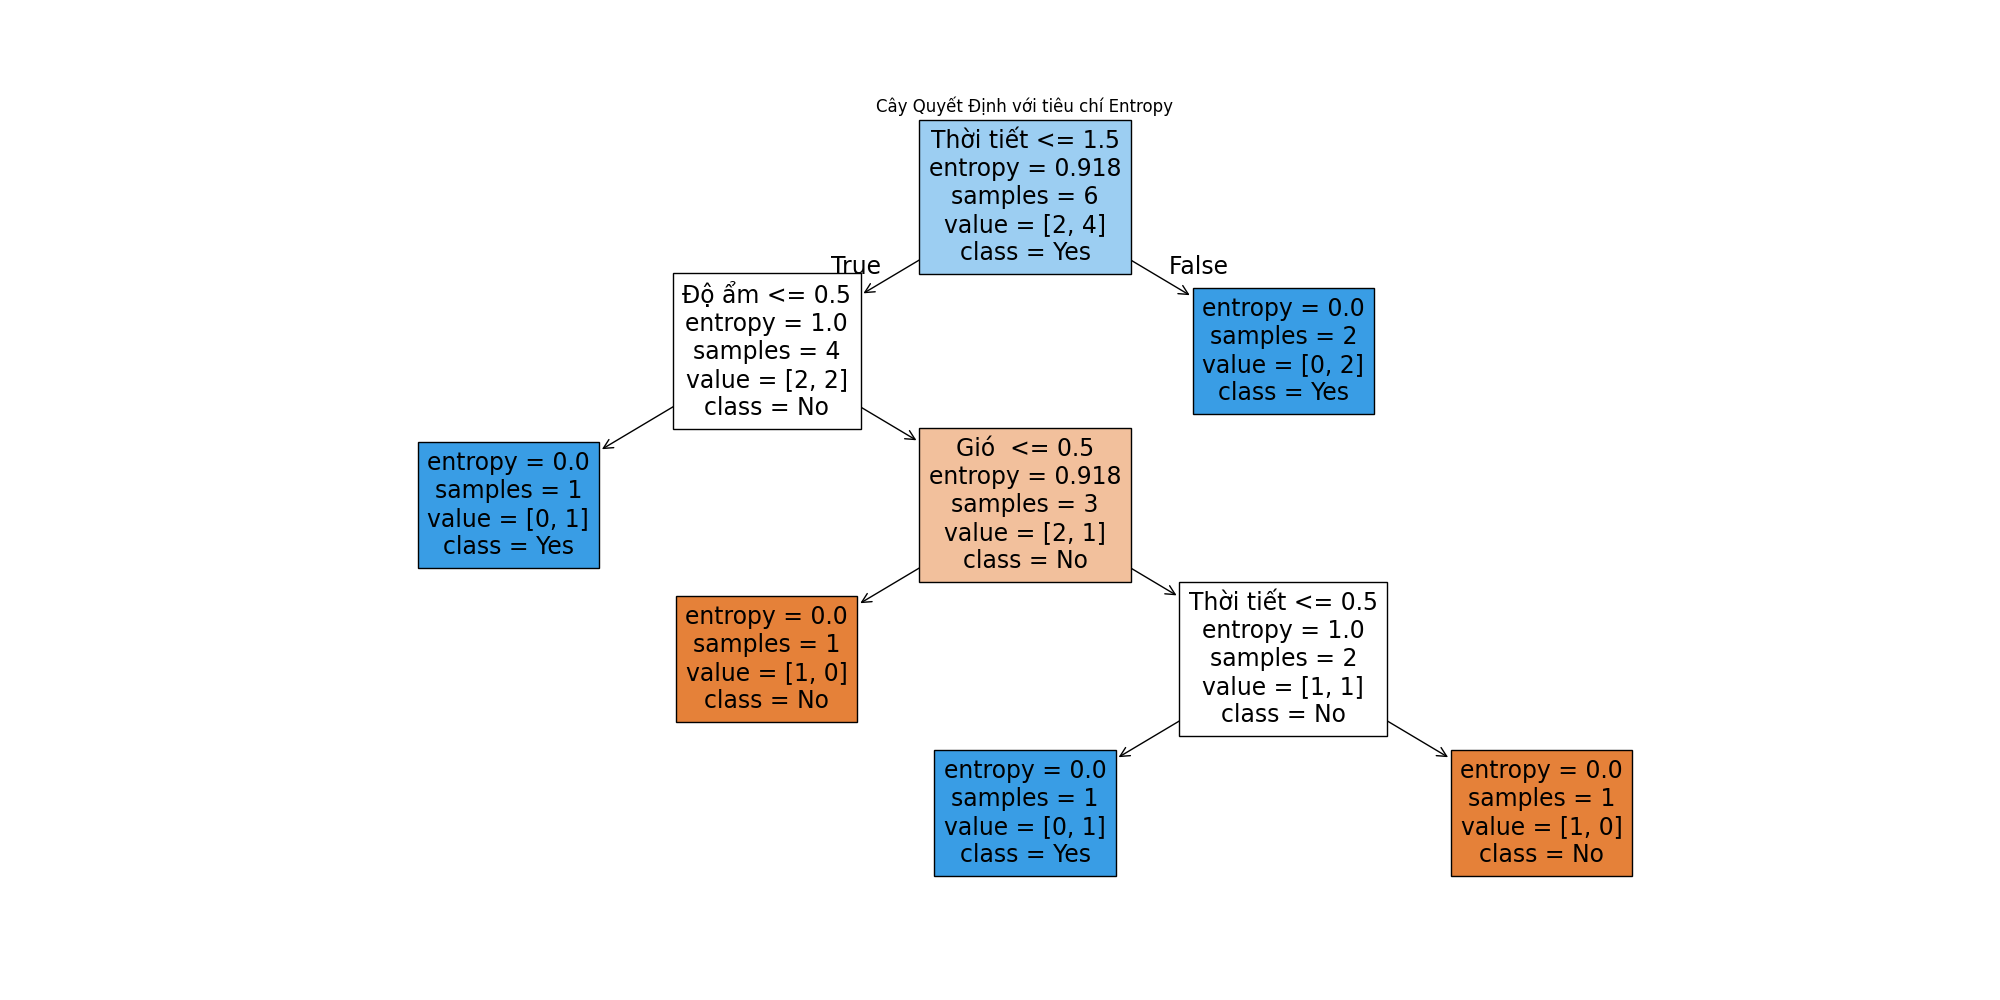 Cây Quyết Định với tiêu chí Entropy
Thời tiết <= 1.5
entropy = 0.918
samples = 6
value = [2, 4]
class = Yes
True
False
Độ ẩm <= 0.5
entropy = 1.0
samples = 4
value = [2, 2]
class = No
entropy = 0.0
samples = 2
value = [0, 2]
class = Yes
entropy = 0.0
samples = 1
value = [0, 1]
class = Yes
Gió  <= 0.5
entropy = 0.918
samples = 3
value = [2, 1]
class = No
entropy = 0.0
samples = 1
value = [1, 0]
class = No
Thời tiết <= 0.5
entropy = 1.0
samples = 2
value = [1, 1]
class = No
entropy = 0.0
samples = 1
value = [0, 1]
class = Yes
entropy = 0.0
samples = 1
value = [1, 0]
class = No